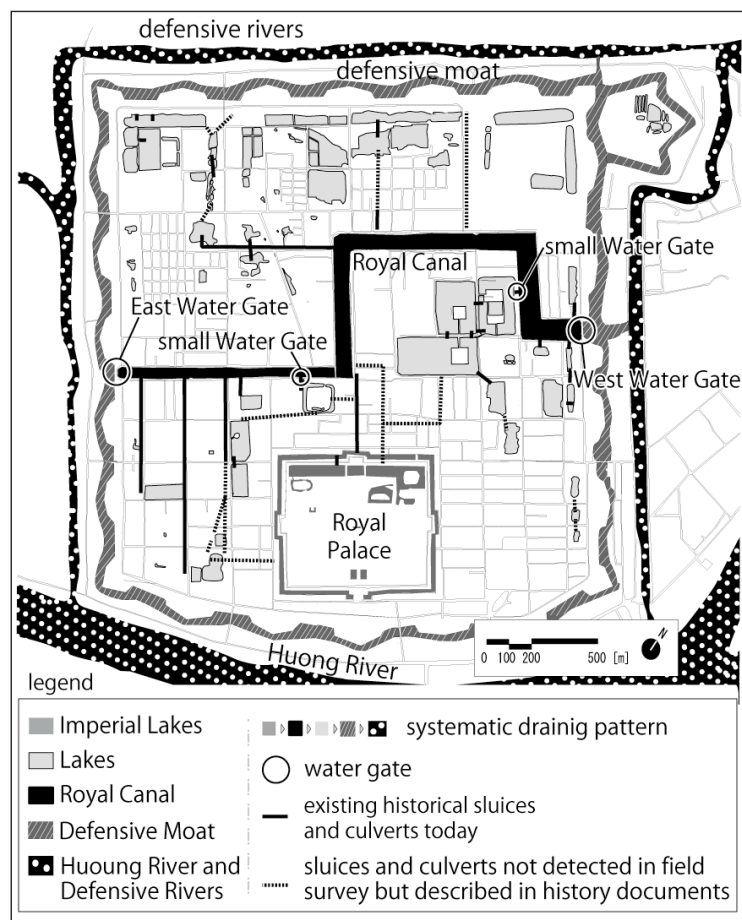 defensive rivers
defensive moat
small Water Gate
Royal Canal
East Water Gate
small Water Gate
West Water Gate
Royal
Palace
0 100 200 500 [m]
N
Huong River
legend
Imperial Lakes
Lakes
Royal Canal
Defensive Moat
Huoung River and
Defensive Rivers
systematic drainig pattern
water gate
existing historical sluices
and culverts today
sluices and culverts not detected in field
survey but described in history documents